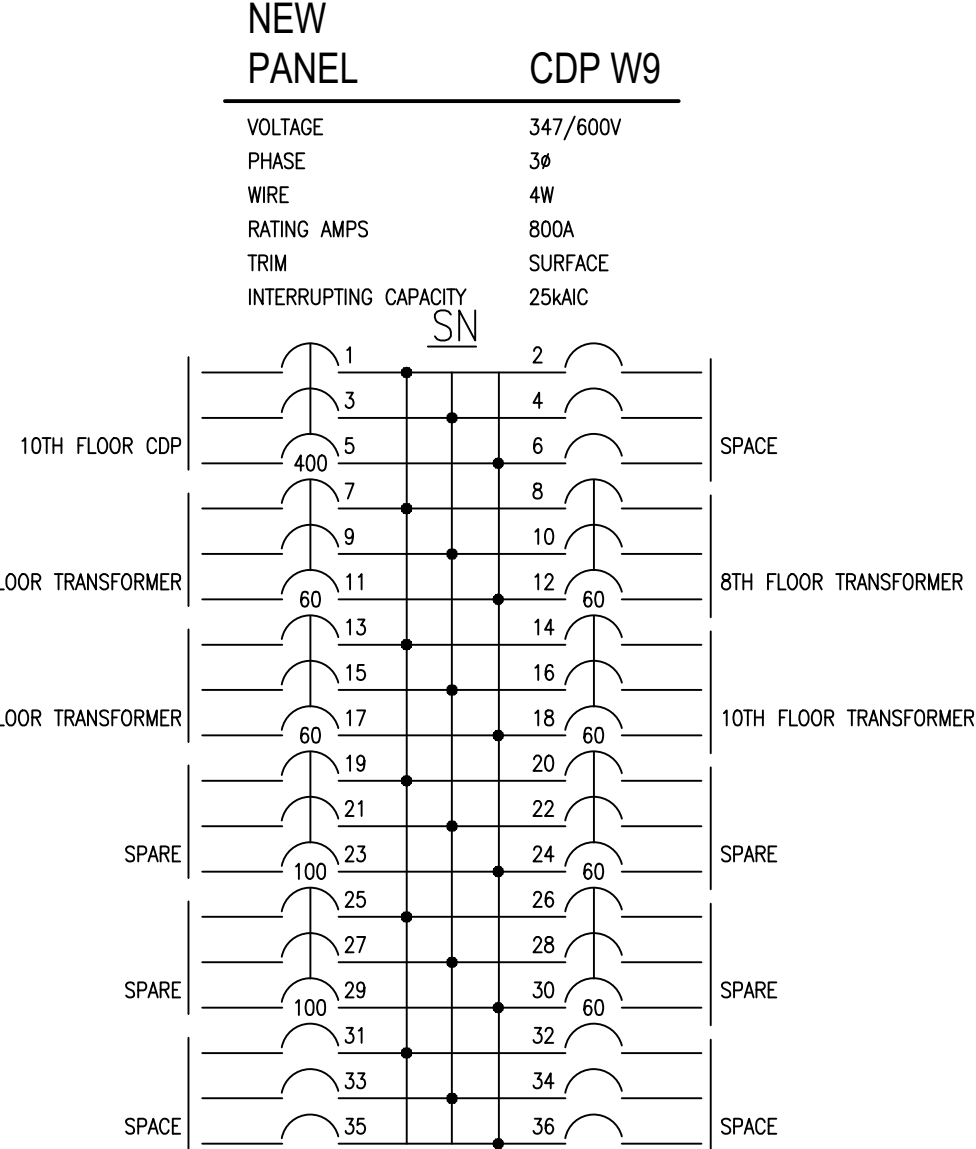 NEW
PANEL CDP W9
VOLTAGE 347/600V
PHASE 3ø
WIRE 4W
RATING AMPS 800A
TRIM SURFACE
INTERRUPTING CAPACITY 25kAIC
SN
1 2
3 4
10TH FLOOR CDP 400 5 6 SPACE
7 8
9 10
LOOR TRANSFORMER 60 11 12 60 8TH FLOOR TRANSFORMER
13 14
15 16
LOOR TRANSFORMER 60 17 18 60 10TH FLOOR TRANSFORMER
19 20
21 22
SPARE 100 23 24 60 SPARE
25 26
27 28
SPARE 100 29 30 60 SPARE
31 32
33 34
SPACE 35 36 SPACE